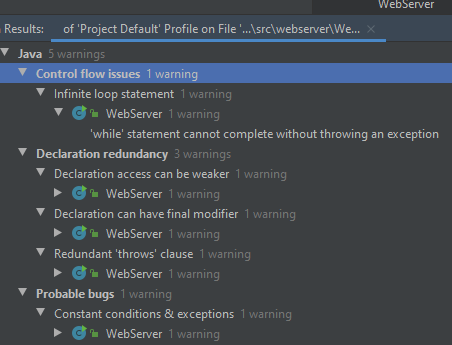 WebServer
Results: of 'Project Default' Profile on File '...\src\webserver\We...
Java 5 warnings
Control flow issues 1 warning
Infinite loop statement 1 warning
WebServer 1 warning
'while' statement cannot complete without throwing an exception
Declaration redundancy 3 warnings
Declaration access can be weaker 1 warning
WebServer 1 warning
Declaration can have final modifier 1 warning
WebServer 1 warning
Redundant 'throws' clause 1 warning
WebServer 1 warning
Probable bugs 1 warning
Constant conditions & exceptions 1 warning
WebServer 1 warning